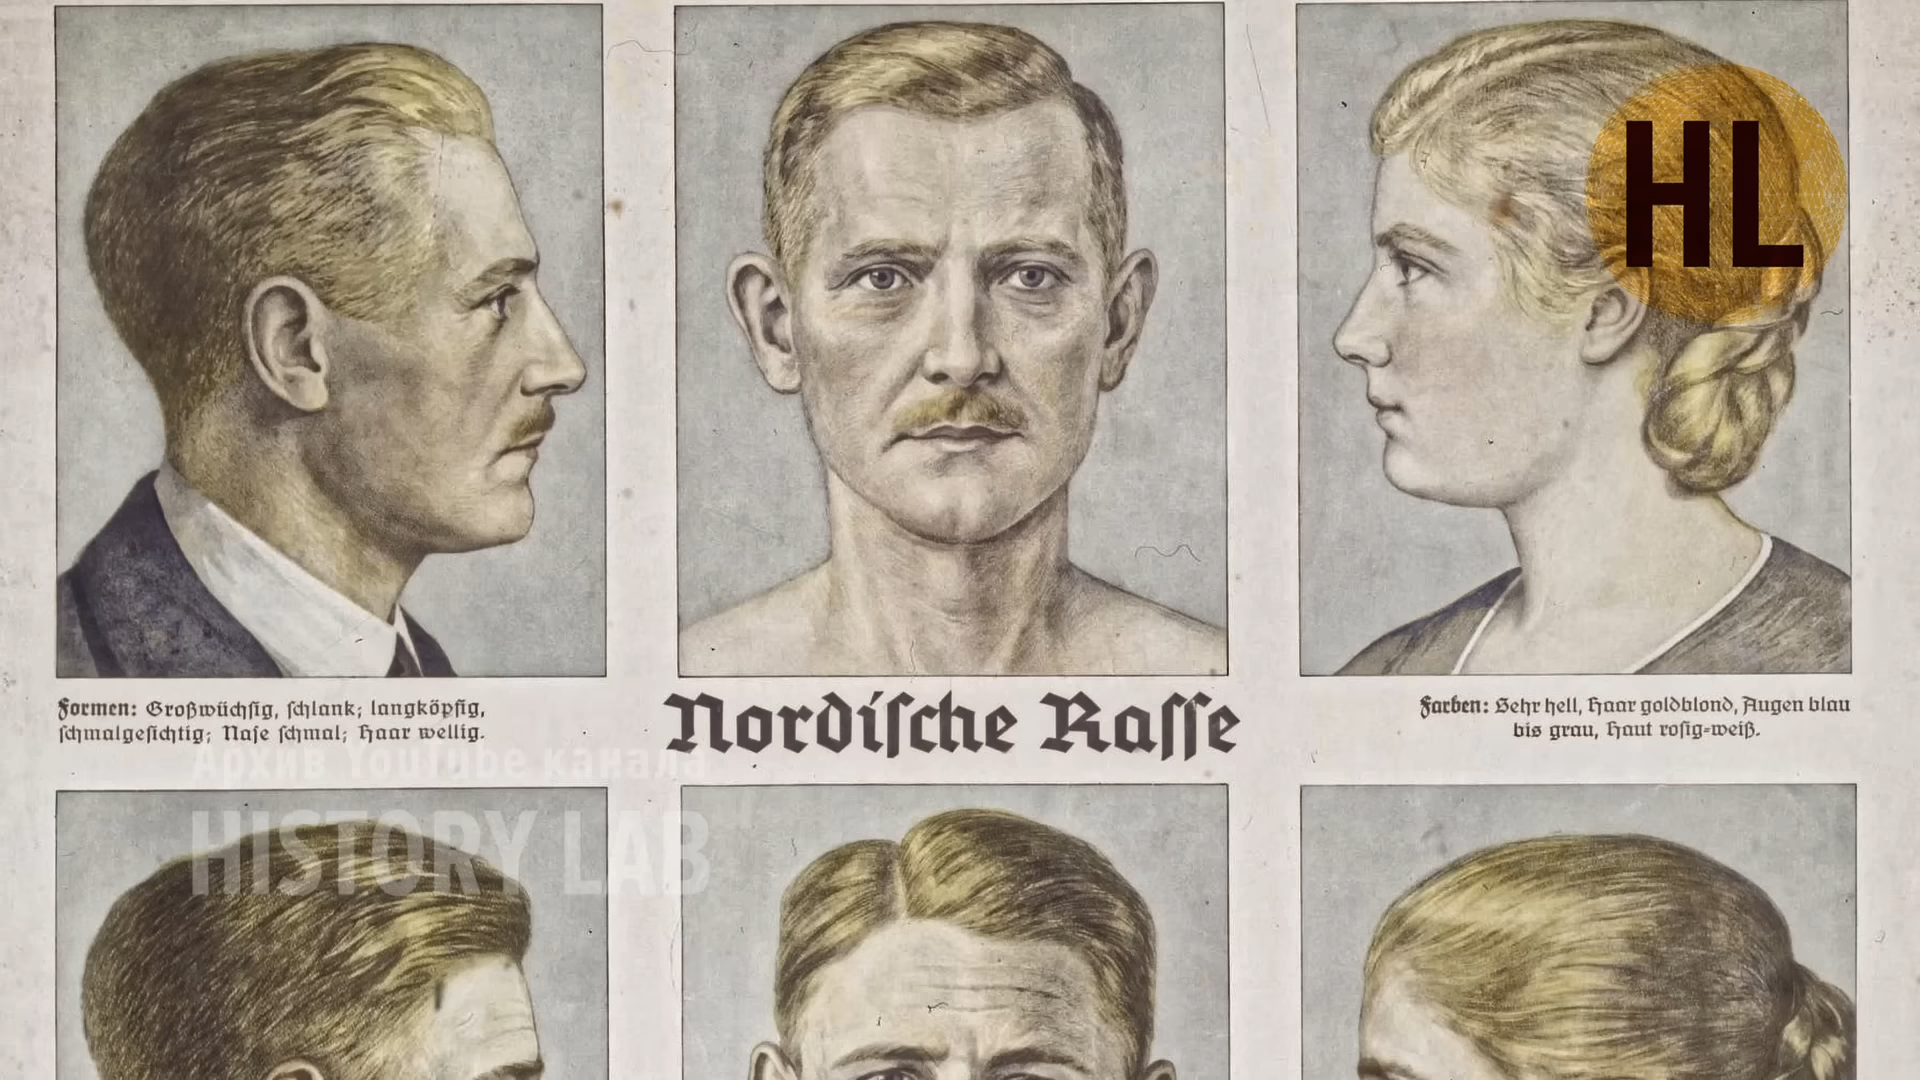 HL
Formen: Großwüchsig, schlank; langköpfig,
schmalgesichtig; Nase schmal; Haar wellig.
Nordische Rasse
Farben: Sehr hell, Haar goldblond, Augen blau
bis grau, Haut rosig-weiß.
Архив YouTube канала
HISTORY LAB